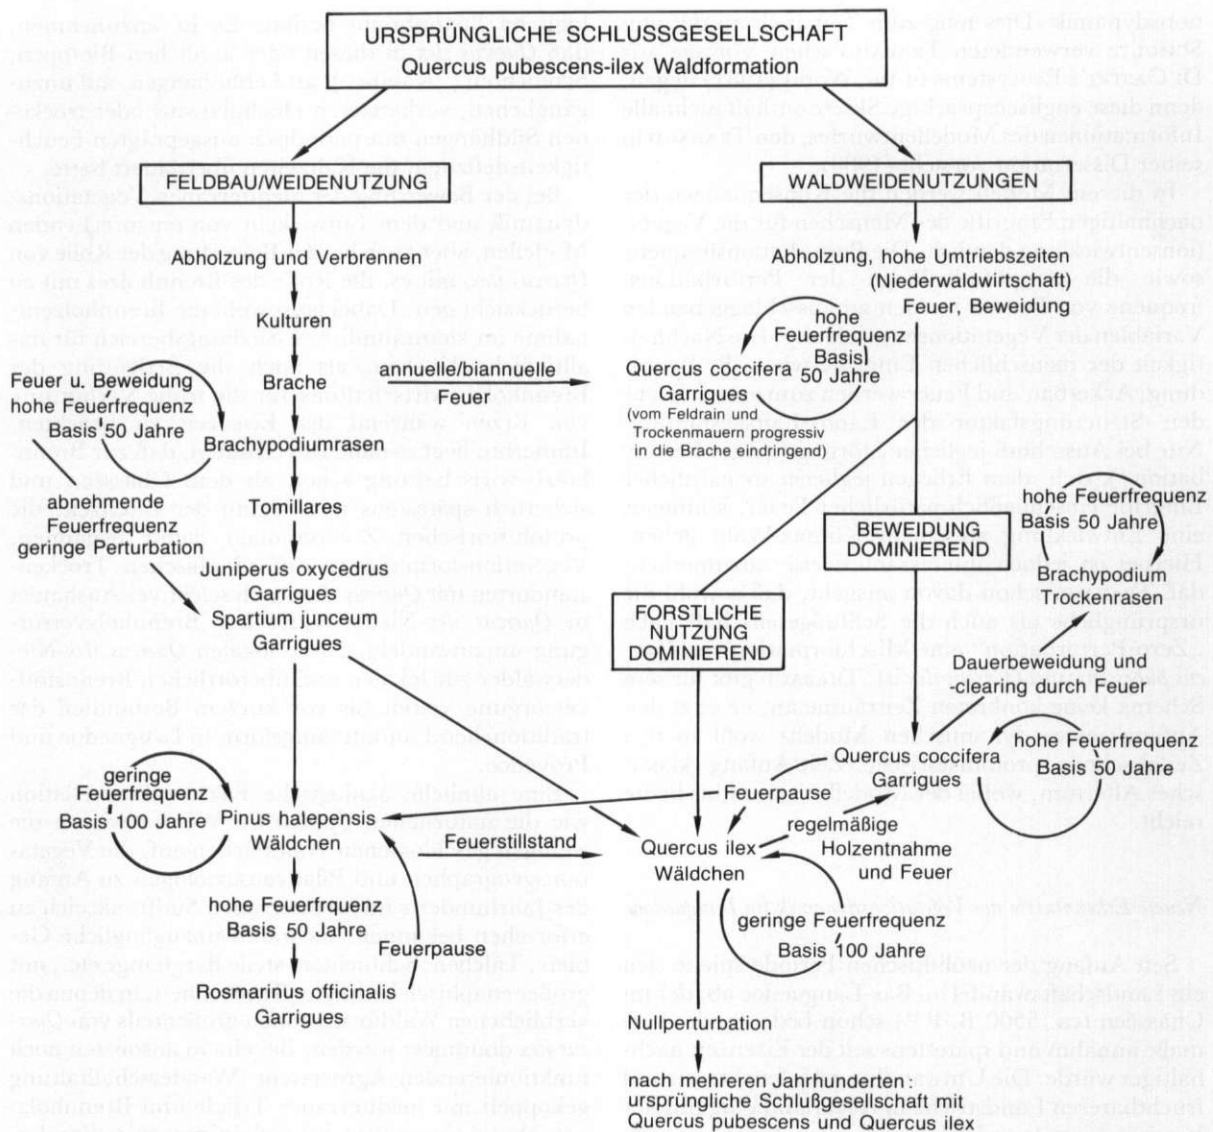 URSPRÜNGLICHE SCHLUSSGESELLSCHAFT
Quercus pubescens-ilex Waldformation
FELDBAU/WEIDENUTZUNG
WALDNUTZUNG
Abholzung und Verbrennen
Kulturen
Brache
annuelle/biannuelle
Feuer
Feuer u. Beweidung
hohe Feuerfrequenz
Basis 50 Jahre
Brachypodiumrasen
Tomillares
abnehmende
Feuerfrequenz
geringe Perturbation
Juniperus oxycedrus
Garrigues
Spartium junceum
Garrigues
Abholzung, hohe Umtriebszeiten
(Niederwaldwirtschaft)
Feuer, Beweidung
hohe
Feuerfrequenz
Basis
50 Jahre
Quercus coccifera
Garrigues
(vom Feldrain und
Trockenmauern progressiv
in die Brache eindringend)
FORSTLICHE
NUTZUNG
DOMINIEREND
BEWEIDUNG
DOMINIEREND
hohe Feuerfrequenz
Basis 50 Jahre
Brachypodium
Trockenrasen
Dauerbeweidung und
-clearing durch Feuer
Quercus coccifera
Garrigues
hohe Feuerfrequenz
Basis 50 Jahre
geringe
Feuerfrequenz
Basis 100 Jahre
Pinus halepensis
Wäldchen
Feuerpause
Feuerstillstand
Quercus ilex
Wäldchen
regelmäßige
Holzentnahme
und Feuer
hohe Feuerfrequenz
Basis 50 Jahre
Feuerpause
Rosmarinus officinalis
Garrigues
geringe Feuerfrequenz
Basis 100 Jahre
Nullperturbation
nach mehreren Jahrhunderten:
ursprüngliche Schlußgesellschaft mit
Quercus pubescens und Quercus ilex